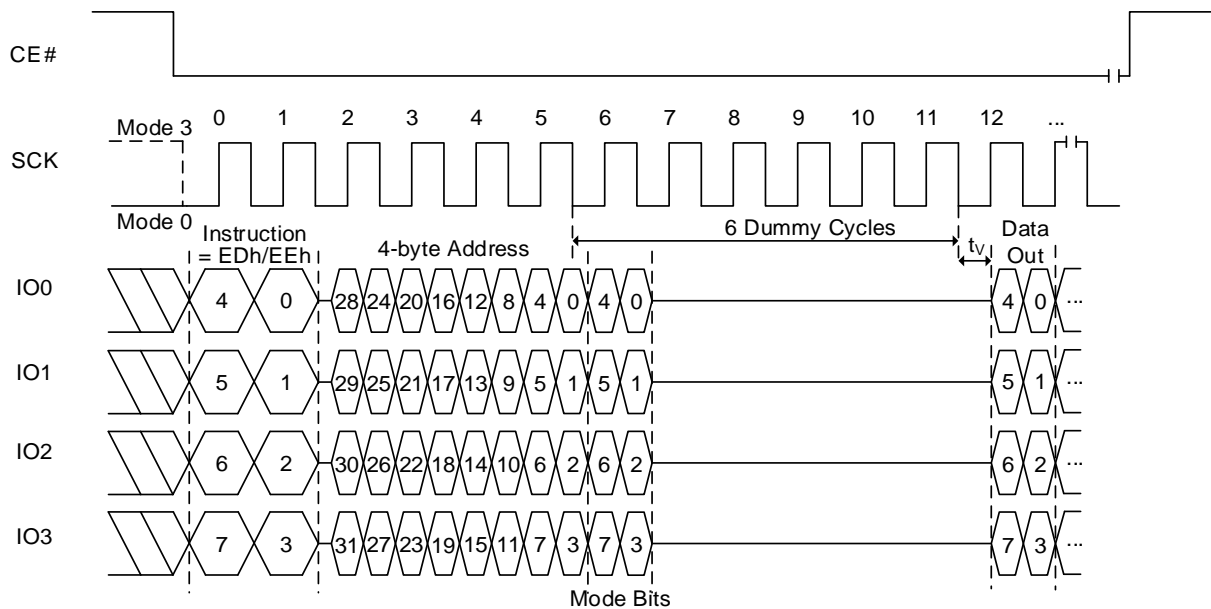 CE#
Mode 3
0 1 2 3 4 5 6 7 8 9 10 11 12 ...
SCK
Mode 0
Instruction
= EDh/EEh
4-byte Address
6 Dummy Cycles
tV
Data
Out
IO0 4 0 28 24 20 16 12 8 4 0 4 0 4 0 ...
IO1 5 1 29 25 21 17 13 9 5 1 5 1 5 1 ...
IO2 6 2 30 26 22 18 14 10 6 2 6 2 6 2 ...
IO3 7 3 31 27 23 19 15 11 7 3 7 3 7 3 ...
Mode Bits